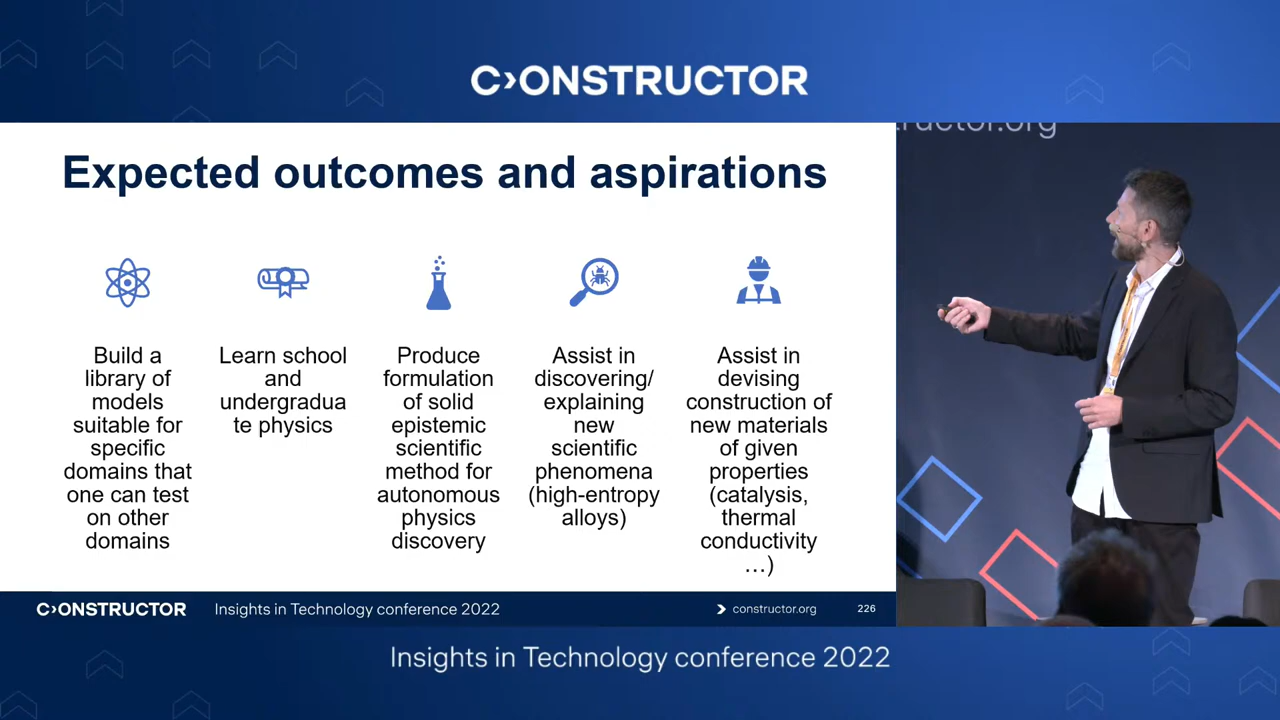 C›ONSTRUCTOR
Expected outcomes and aspirations
Build a
library of
models
suitable for
specific
domains that
one can test
on other
domains
Learn school
and
undergradua
te physics
Produce
formulation
of solid
epistemic
scientific
method for
autonomous
physics
discovery
Assist in
discovering/
explaining
new
scientific
phenomena
(high-entropy
alloys)
Assist in
devising
construction of
new materials
of given
properties
(catalysis,
thermal
conductivity
…)
C›ONSTRUCTOR
Insights in Technology conference 2022
constructor.org
226
Insights in Technology conference 2022